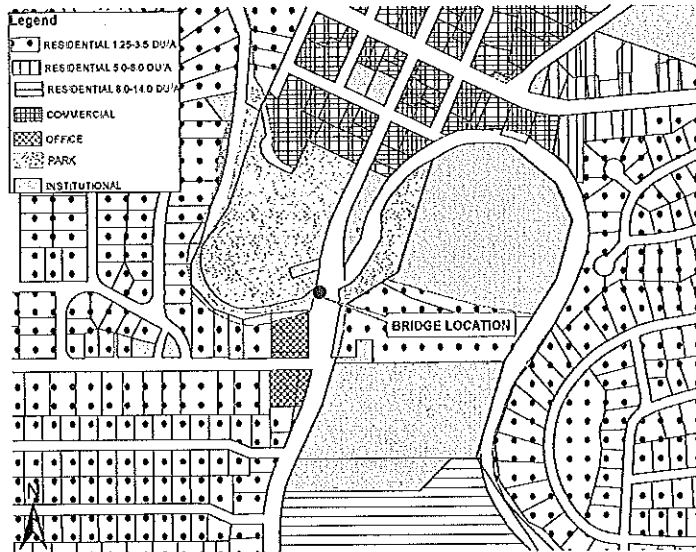 Legend
RESIDENTIAL 1.25-3.5 DU/A
RESIDENTIAL 5.0-8.0 DU/A
RESIDENTIAL 8.0-14.0 DU/A
COMMERCIAL
OFFICE
PARK
INSTITUTIONAL
BRIDGE LOCATION
N